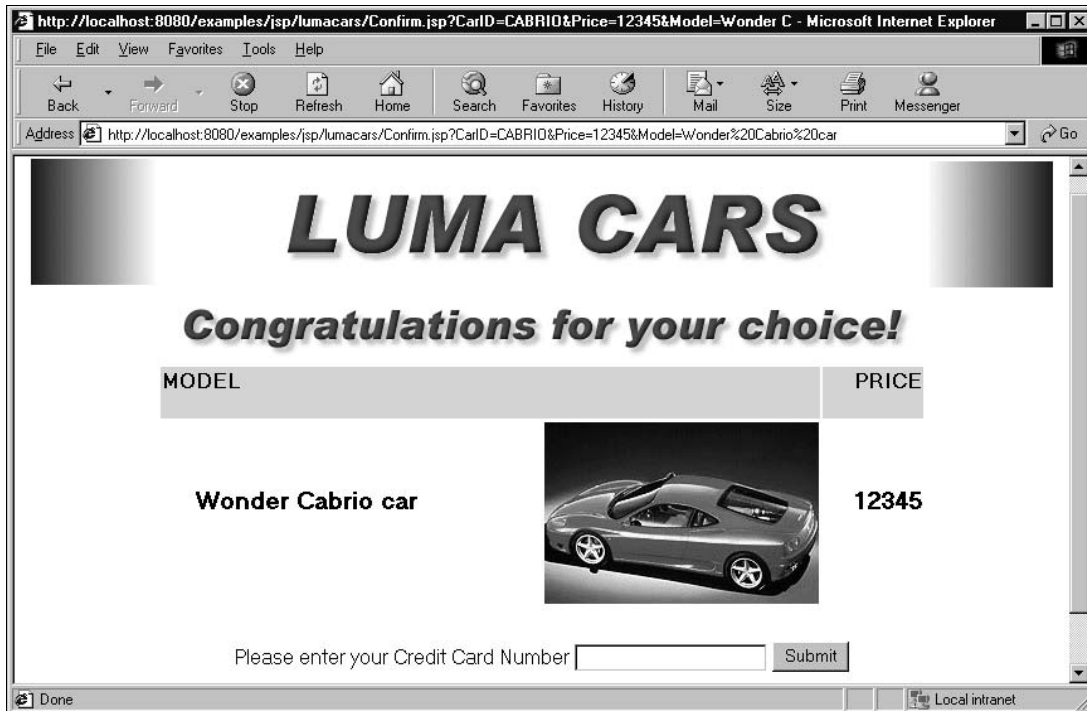 http://localhost:8080/examples/jsp/lumacars/Confirm.jsp?CarID=CABRIO&Price=12345&Model=Wonder C - Microsoft Internet Explorer
File Edit View Favorites Tools Help
Back Forward Stop Refresh Home Search Favorites History Mail Size Print Messenger
Address http://localhost:8080/examples/jsp/lumacars/Confirm.jsp?CarID=CABRIO&Price=12345&Model=Wonder%20Cabrio%20car Go
LUMA CARS
Congratulations for your choice!
MODEL PRICE
Wonder Cabrio car 12345
Please enter your Credit Card Number Submit
Done Local intranet